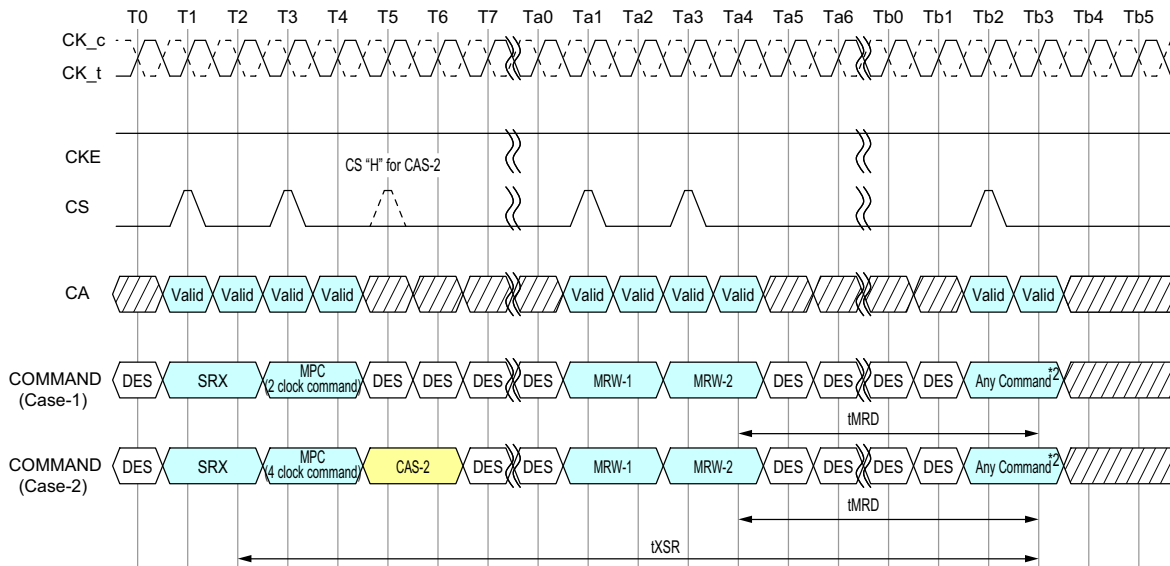 T0 T1 T2 T3 T4 T5 T6 T7 Ta0 Ta1 Ta2 Ta3 Ta4 Ta5 Ta6 Tb0 Tb1 Tb2 Tb3 Tb4 Tb5
CK_c
CK_t
CKE
CS "H" for CAS-2
CS
CA Valid Valid Valid Valid Valid Valid Valid Valid Valid Valid
COMMAND
(Case-1)
DES SRX MPC
(2 clock command)
DES DES DES DES MRW-1 MRW-2 DES DES DES DES Any Command*2
tMRD
COMMAND
(Case-2)
DES SRX MPC
(4 clock command)
CAS-2 DES DES MRW-1 MRW-2 DES DES DES DES Any Command*2
tMRD
tXSR